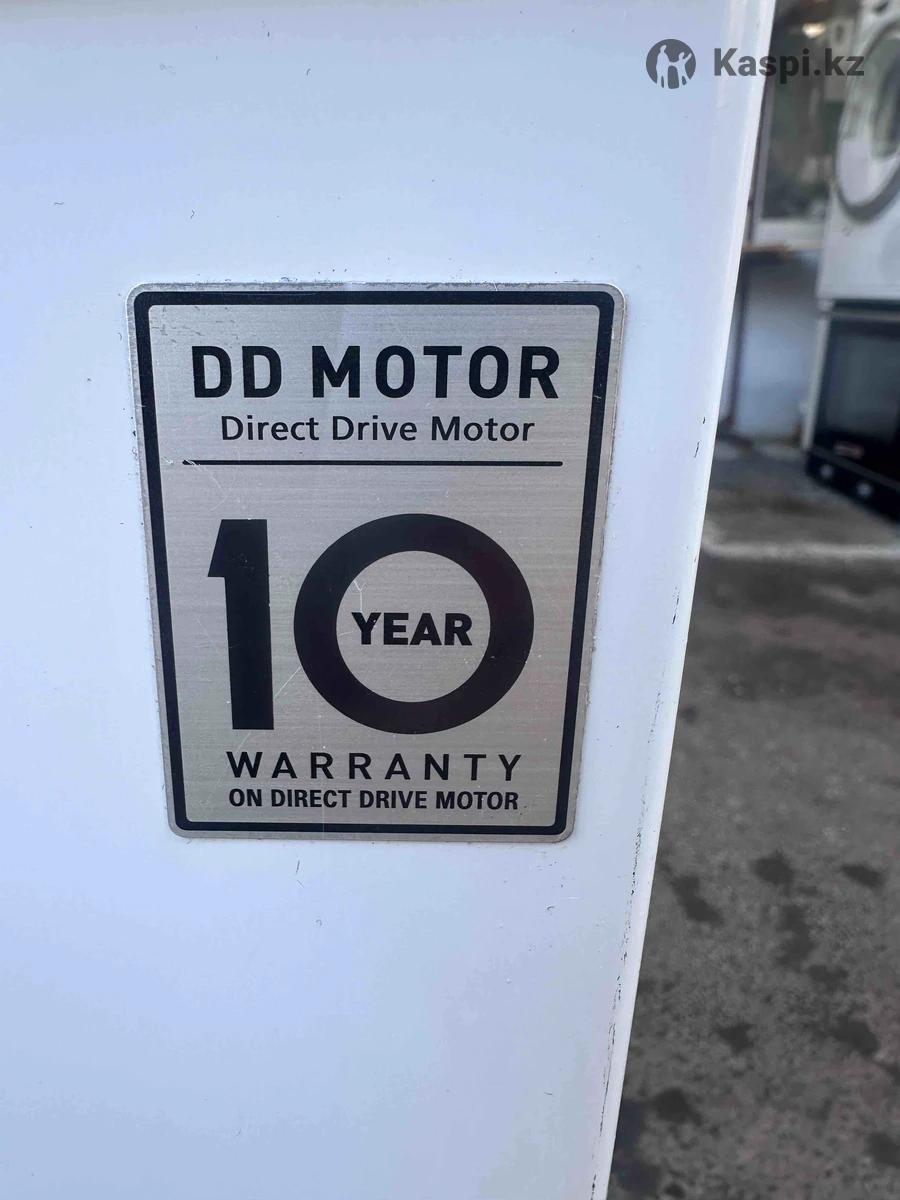 Kaspi.kz
DD MOTOR
Direct Drive Motor
10
YEAR
WARRANTY
ON DIRECT DRIVE MOTOR